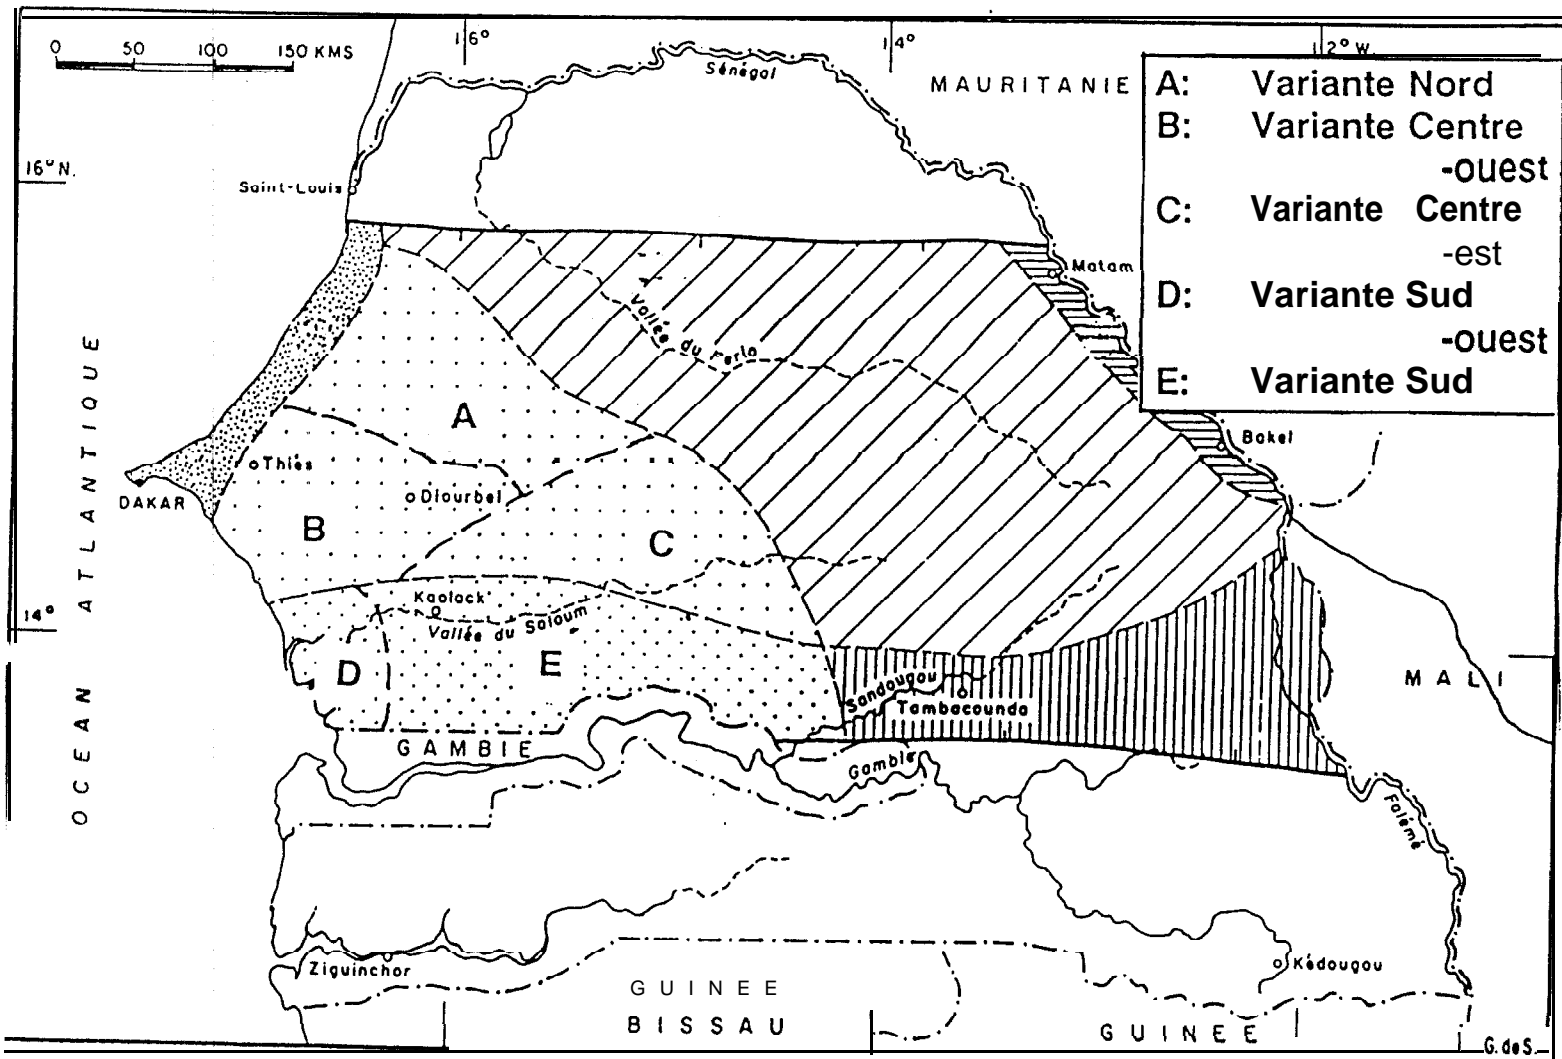 0 50 100 150 KMS
16°
14°
12° W.
Sénégal
MAURITANIE
A: Variante Nord
B: Variante Centre
-ouest
C: Variante Centre
-est
D: Variante Sud
-ouest
E: Variante Sud
16° N.
Saint-Louis
Matam
Vallée du Ferlo
OCEAN ATLANTIQUE
A
Bakel
Thiés
Diourbel
DAKAR
B
C
14°
Kaolack
Vallée du Saloum
D
E
Sandougou
Tambacounda
MALI
GAMBIE
Gambie
Falémé
Ziguinchor
Kédougou
GUINEE
BISSAU
GUINEE
G. de S.